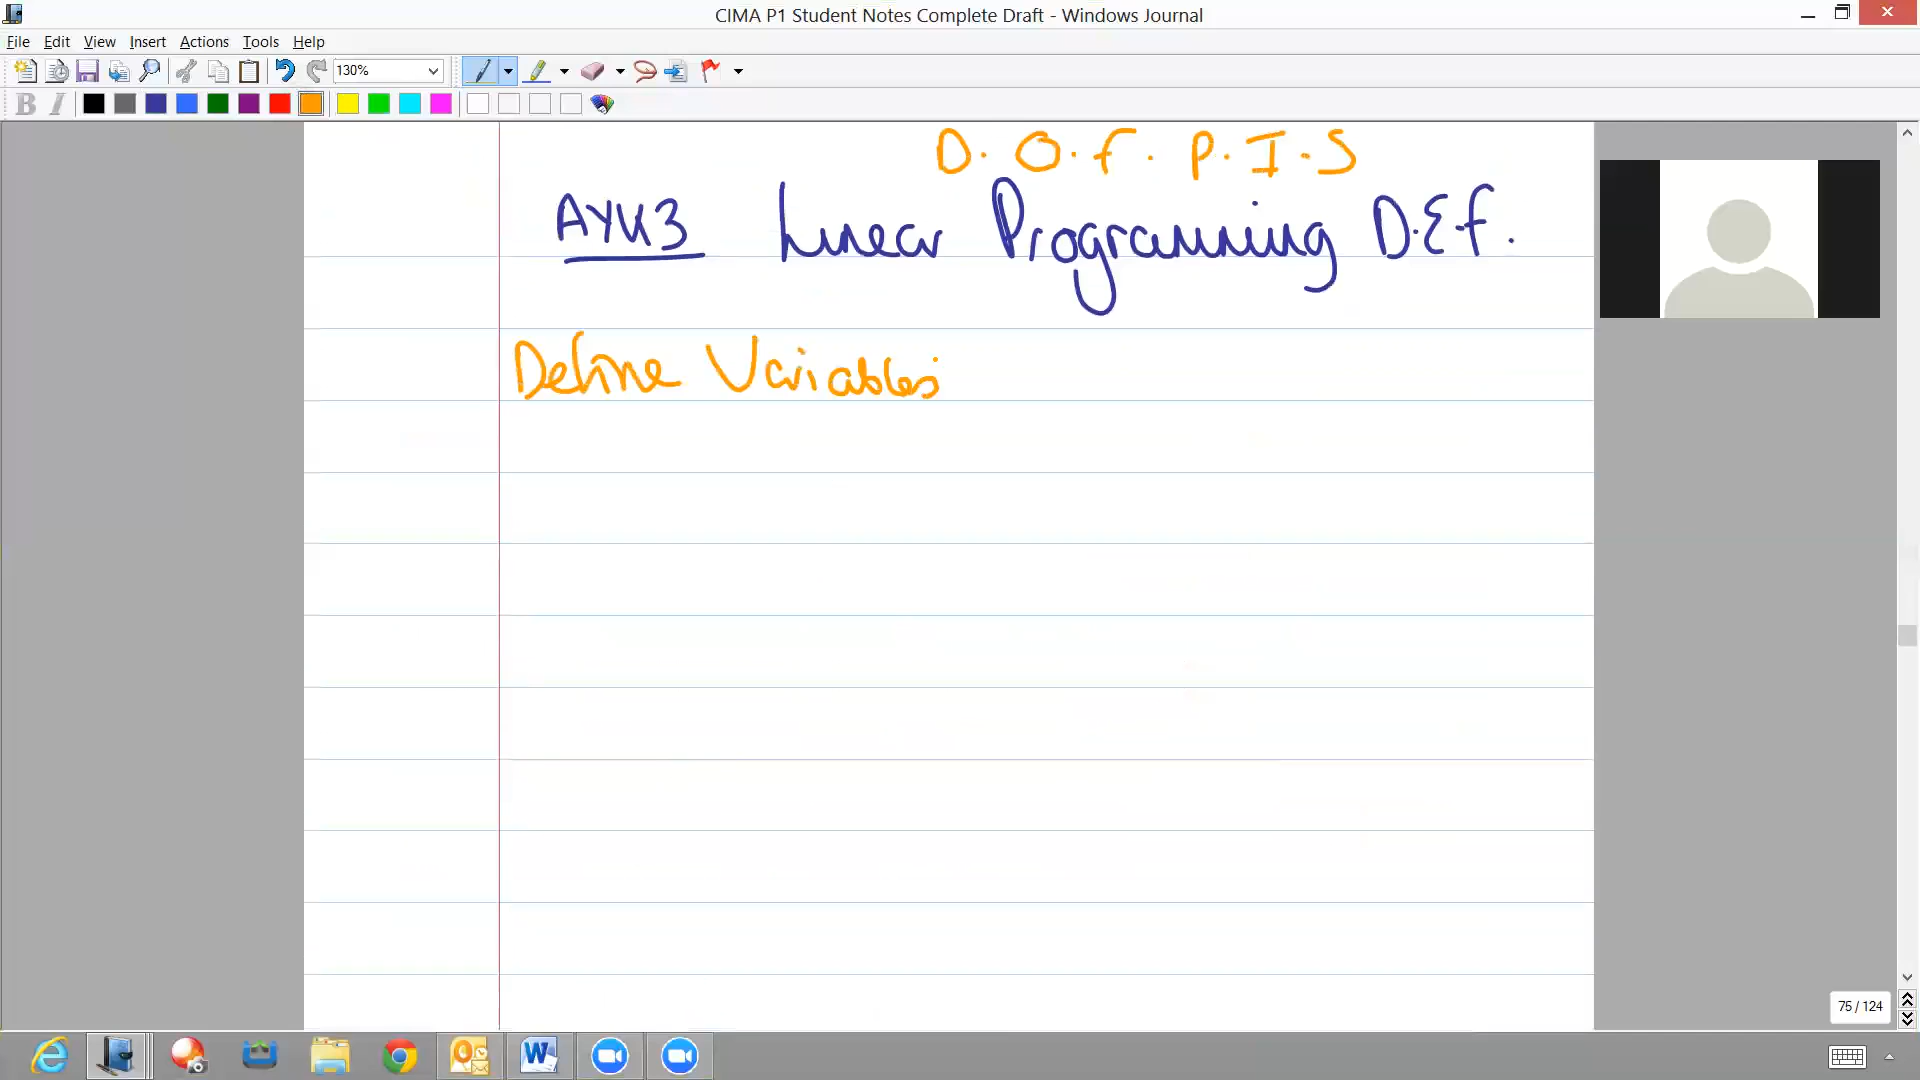 CIMA P1 Student Notes Complete Draft - Windows Journal
File Edit View Insert Actions Tools Help
130%
B I
D. O. f. P. I. S
AYK3 Linear Programming D.E.f.
Define Variables
75 / 124